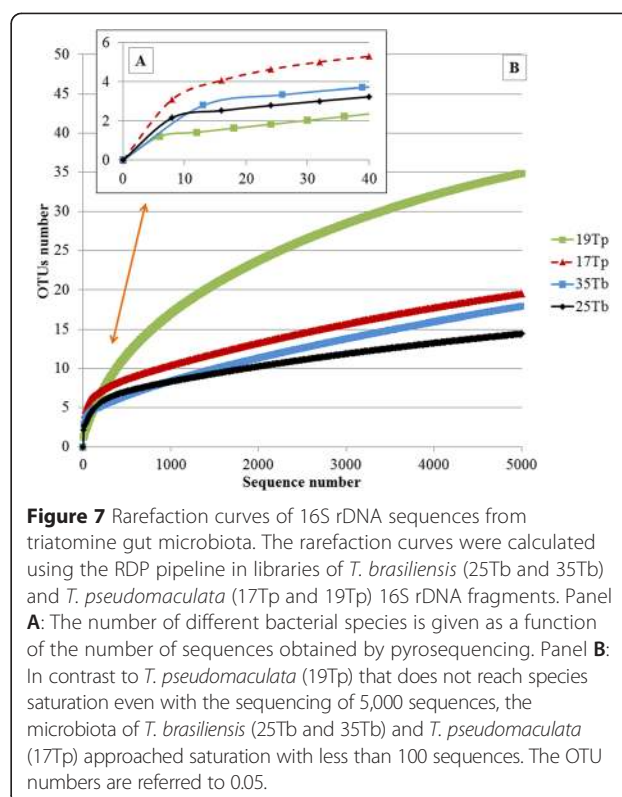 50
45
40
35
30
25
20
15
10
5
0
OTUs number
6
4
2
0
A
0 10 20 30 40
B
19Tp
17Tp
35Tb
25Tb
0 1000 2000 3000 4000 5000
Sequence number
Figure 7 Rarefaction curves of 16S rDNA sequences from
triatomine gut microbiota. The rarefaction curves were calculated
using the RDP pipeline in libraries of T. brasiliensis (25Tb and 35Tb)
and T. pseudomaculata (17Tp and 19Tp) 16S rDNA fragments. Panel
A: The number of different bacterial species is given as a function
of the number of sequences obtained by pyrosequencing. Panel B:
In contrast to T. pseudomaculata (19Tp) that does not reach species
saturation even with the sequencing of 5,000 sequences, the
microbiota of T. brasiliensis (25Tb and 35Tb) and T. pseudomaculata
(17Tp) approached saturation with less than 100 sequences. The OTU
numbers are referred to 0.05.